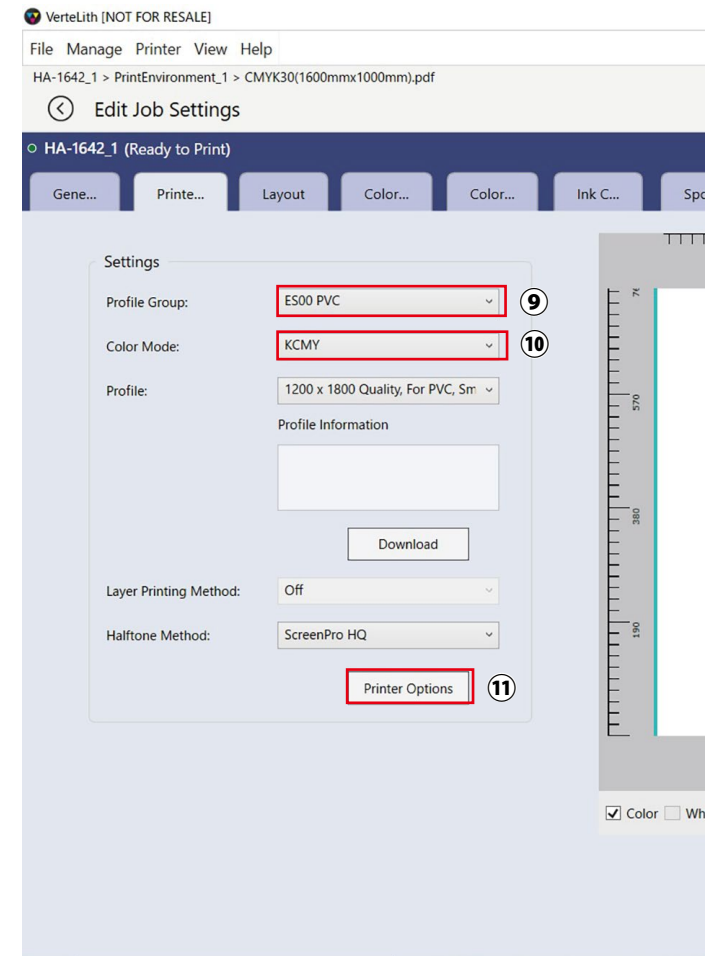 VerteLith [NOT FOR RESALE]
File Manage Printer View Help
HA-1642_1 > PrintEnvironment_1 > CMYK30(1600mmx1000mm).pdf
Edit Job Settings
HA-1642_1 (Ready to Print)
Gene... Printe... Layout Color... Color... Ink C... Spo
Settings
Profile Group: ES00 PVC ⑨
Color Mode: KCMY ⑩
Profile: 1200 x 1800 Quality, For PVC, Sm
Profile Information
Download
Layer Printing Method: Off
Halftone Method: ScreenPro HQ
Printer Options ⑪
570
380
190
Color Wh